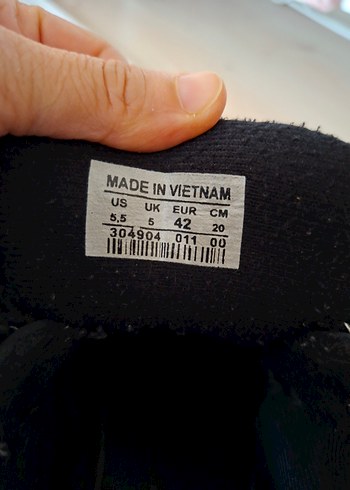 MADE IN VIETNAM
US UK EUR CM
5,5 5 42 20
304904 011 00